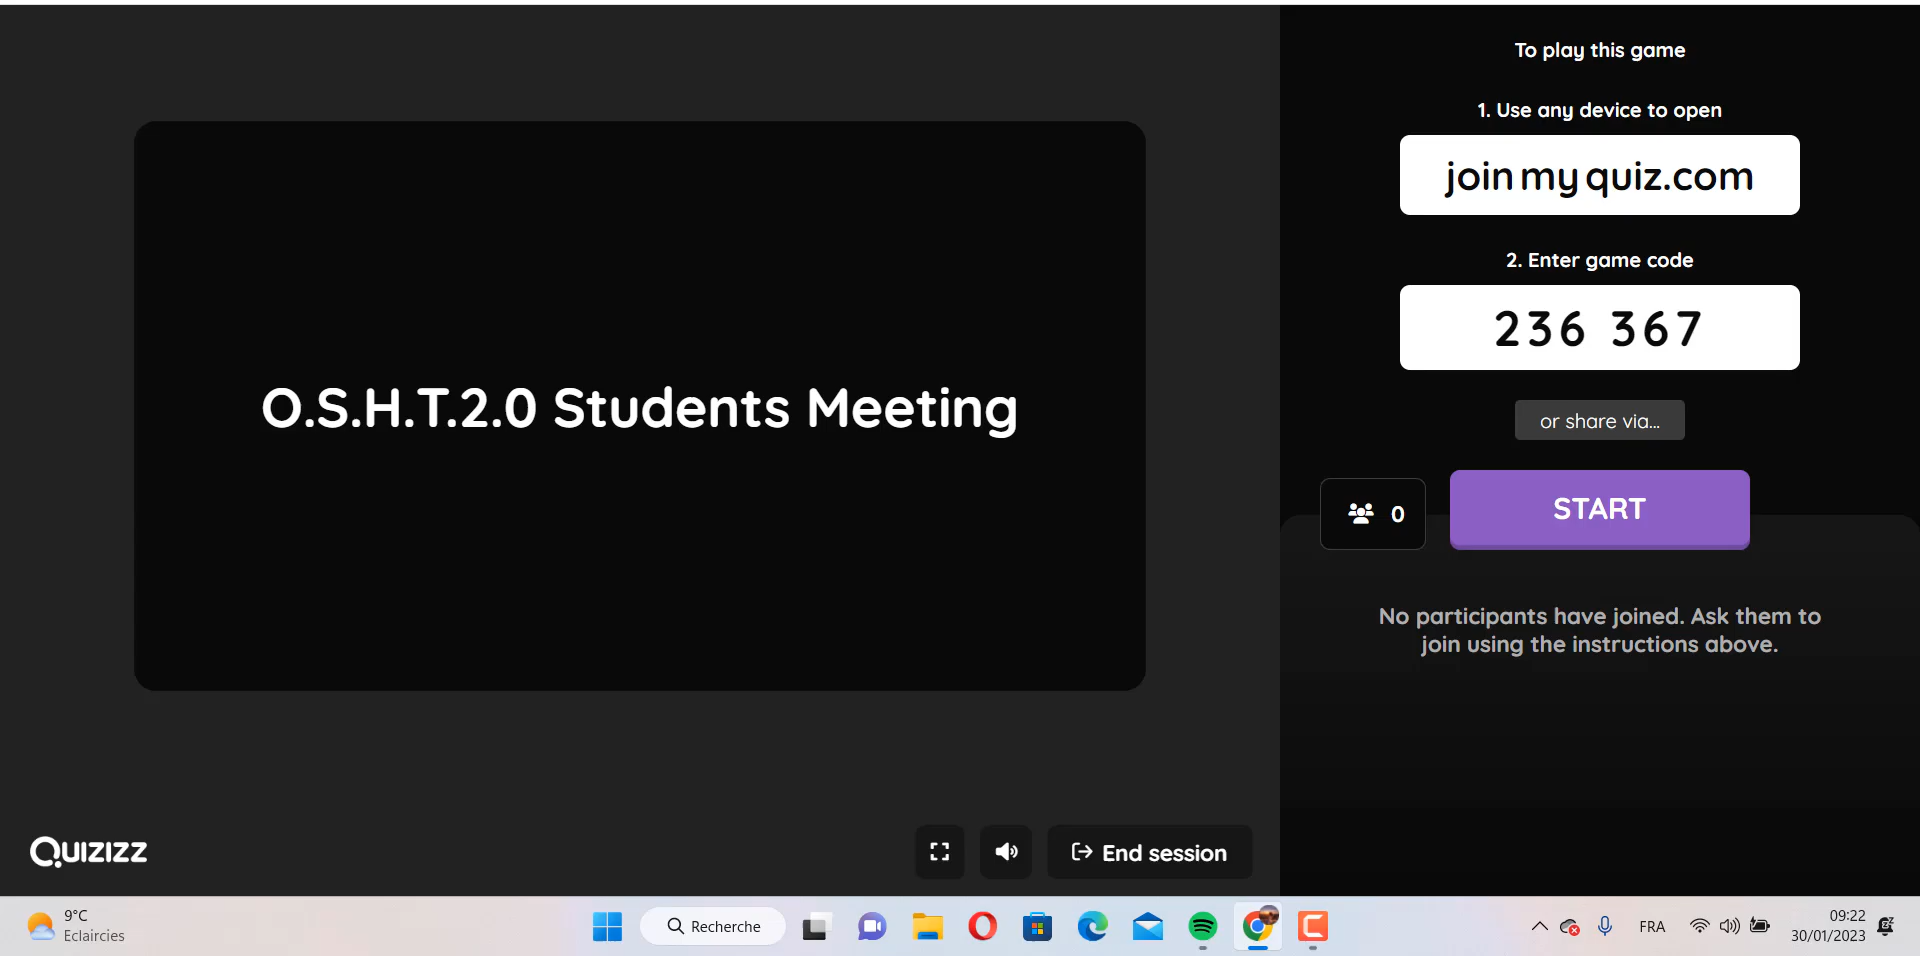 To play this game
1. Use any device to open
joinmyquiz.com
2. Enter game code
236 367
or share via...
0
START
No participants have joined. Ask them to
join using the instructions above.
O.S.H.T.2.0 Students Meeting
Quizizz
End session
9°C
Eclaircies
Recherche
FRA
09:22
30/01/2023